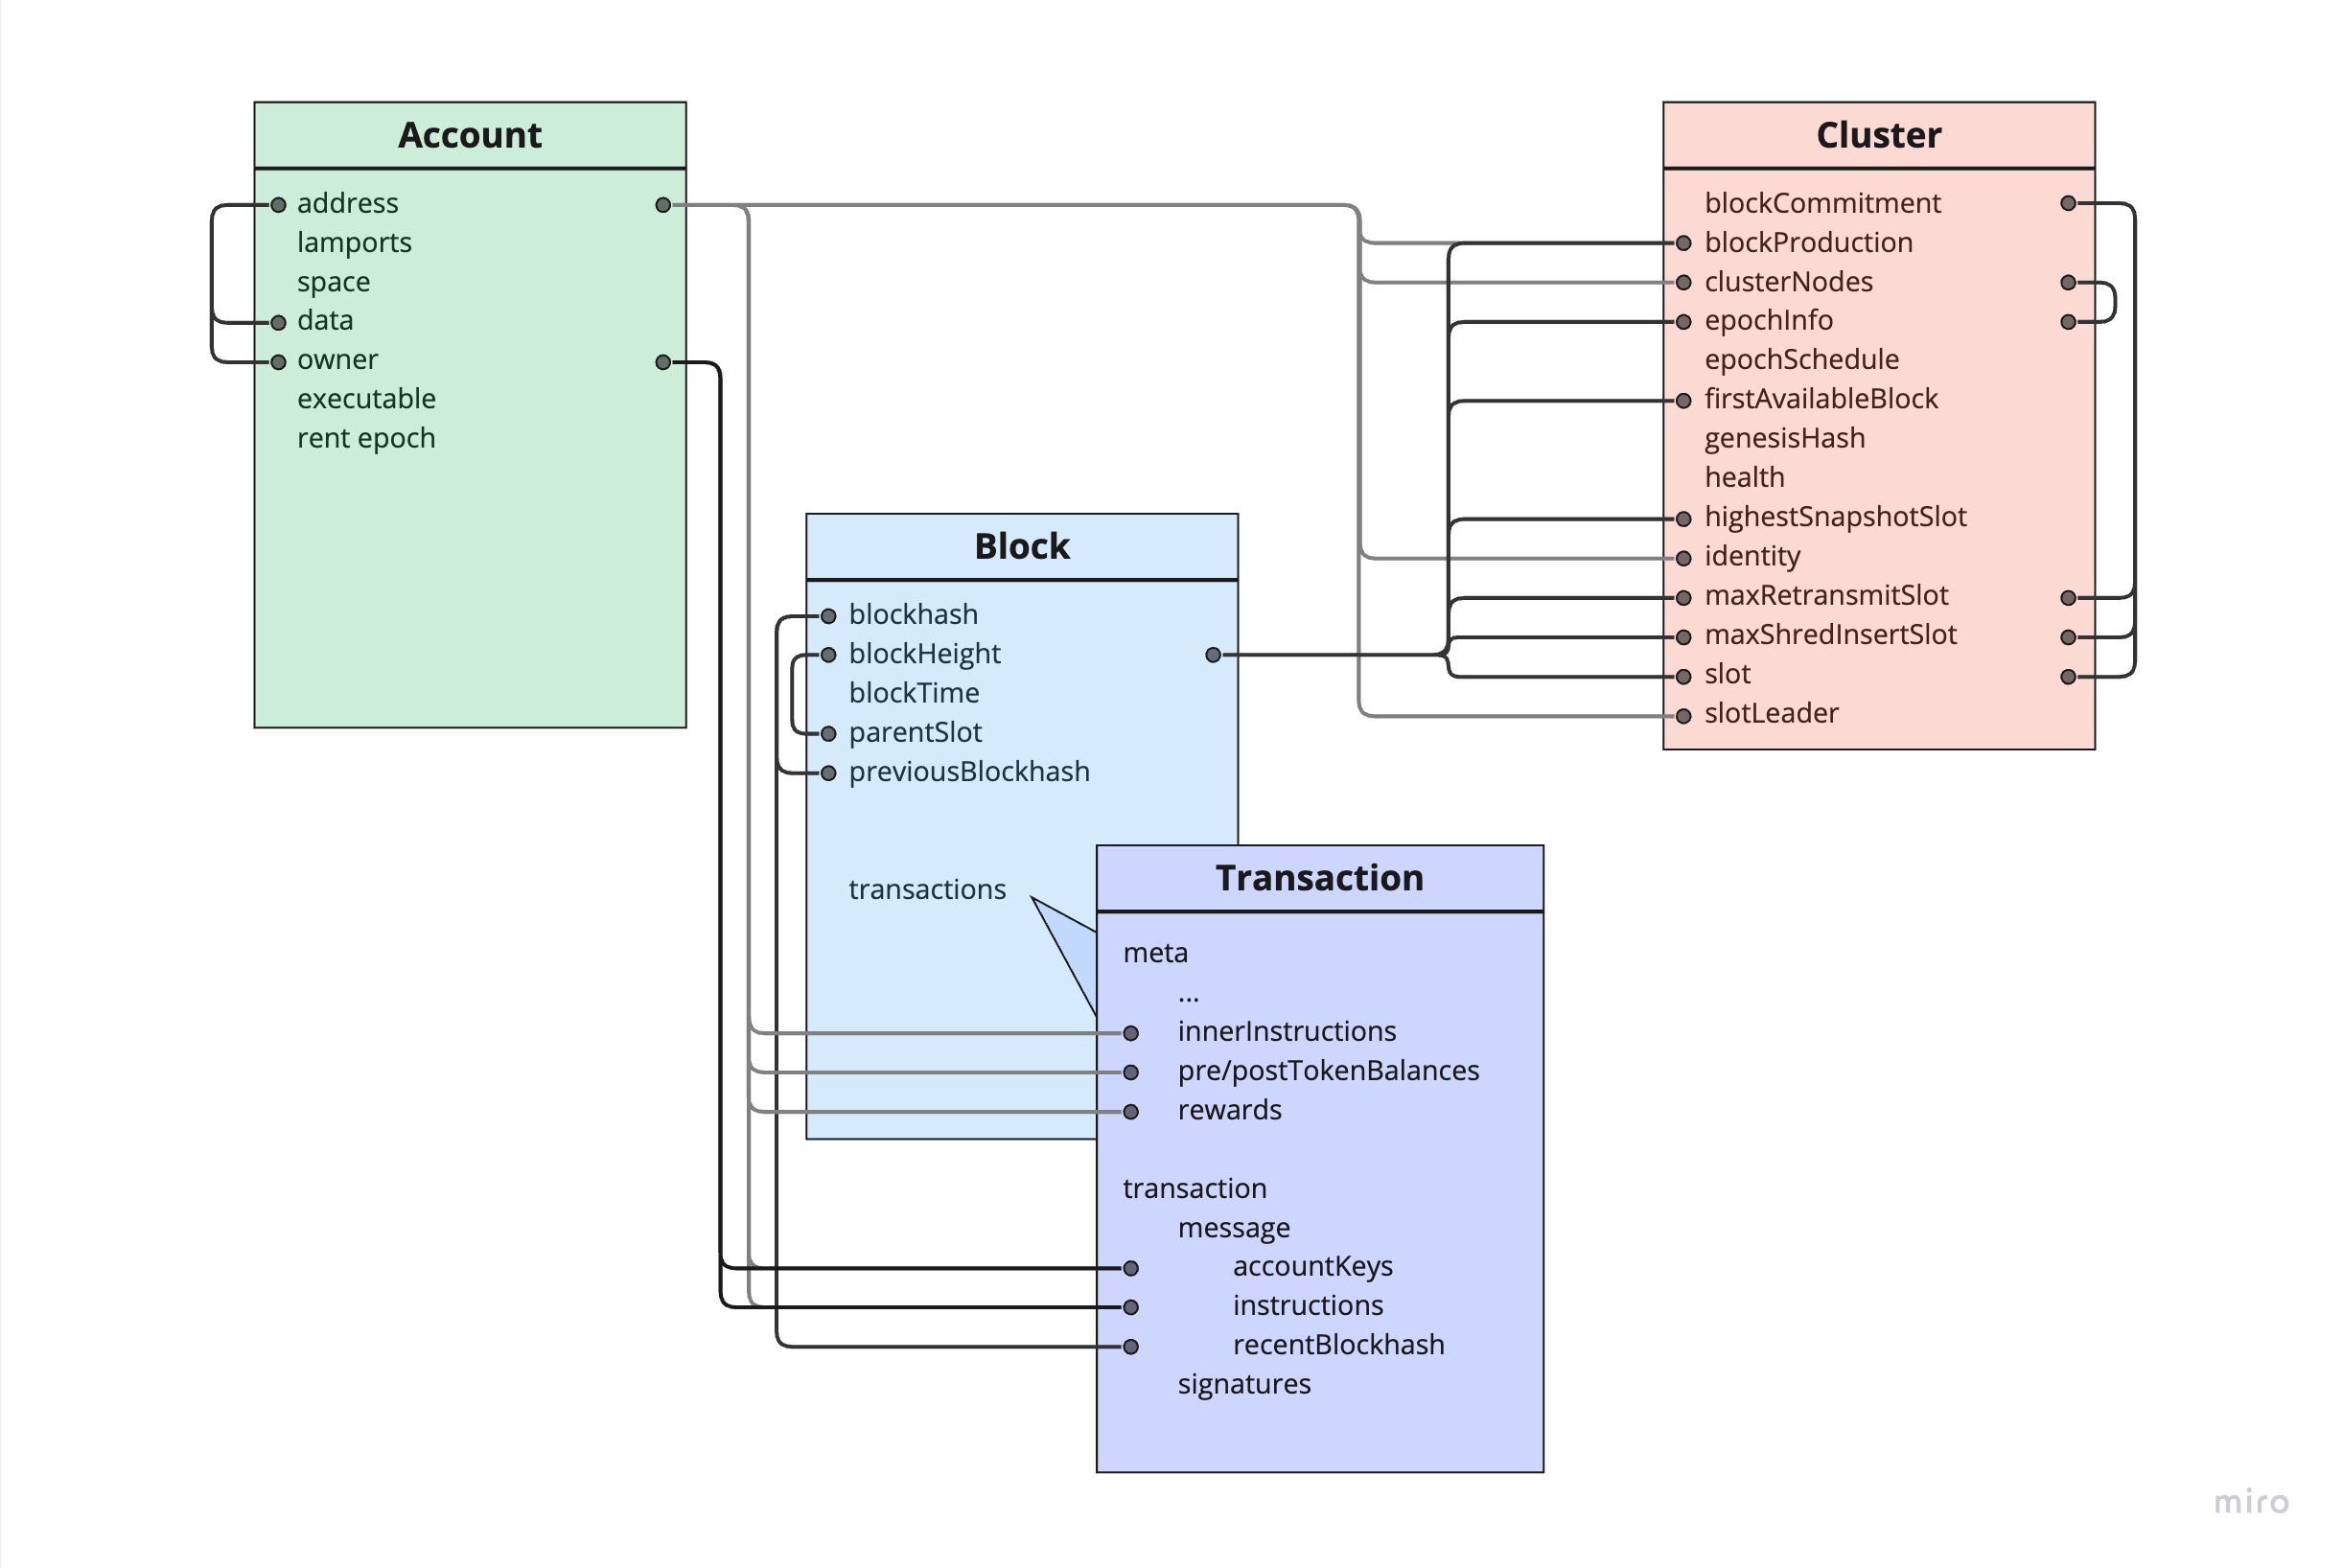 Account
address
lamports
space
data
owner
executable
rent epoch
Cluster
blockCommitment
blockProduction
clusterNodes
epochInfo
epochSchedule
firstAvailableBlock
genesisHash
health
highestSnapshotSlot
identity
maxRetransmitSlot
maxShredInsertSlot
slot
slotLeader
Block
blockhash
blockHeight
blockTime
parentSlot
previousBlockhash
transactions
Transaction
meta
...
innerInstructions
pre/postTokenBalances
rewards
transaction
message
accountKeys
instructions
recentBlockhash
signatures
miro